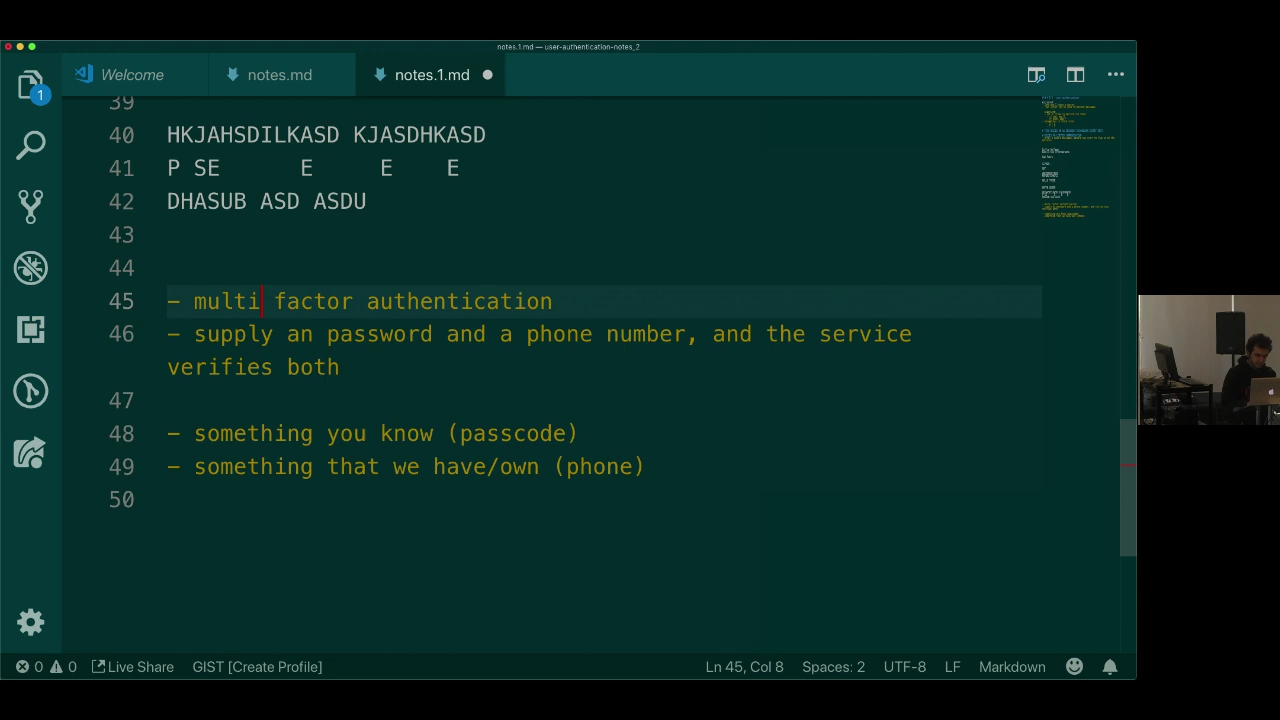 notes.1.md — user-authentication-notes_2
Welcome
notes.md
notes.1.md
1
39
40 HKJAHSDILKASD KJASDHKASD
41 P SE      E     E    E
42 DHASUB ASD ASDU
43
44
45 - multi factor authentication
46 - supply an password and a phone number, and the service
verifies both
47
48 - something you know (passcode)
49 - something that we have/own (phone)
50
0 0 Live Share GIST [Create Profile] Ln 45, Col 8 Spaces: 2 UTF-8 LF Markdown